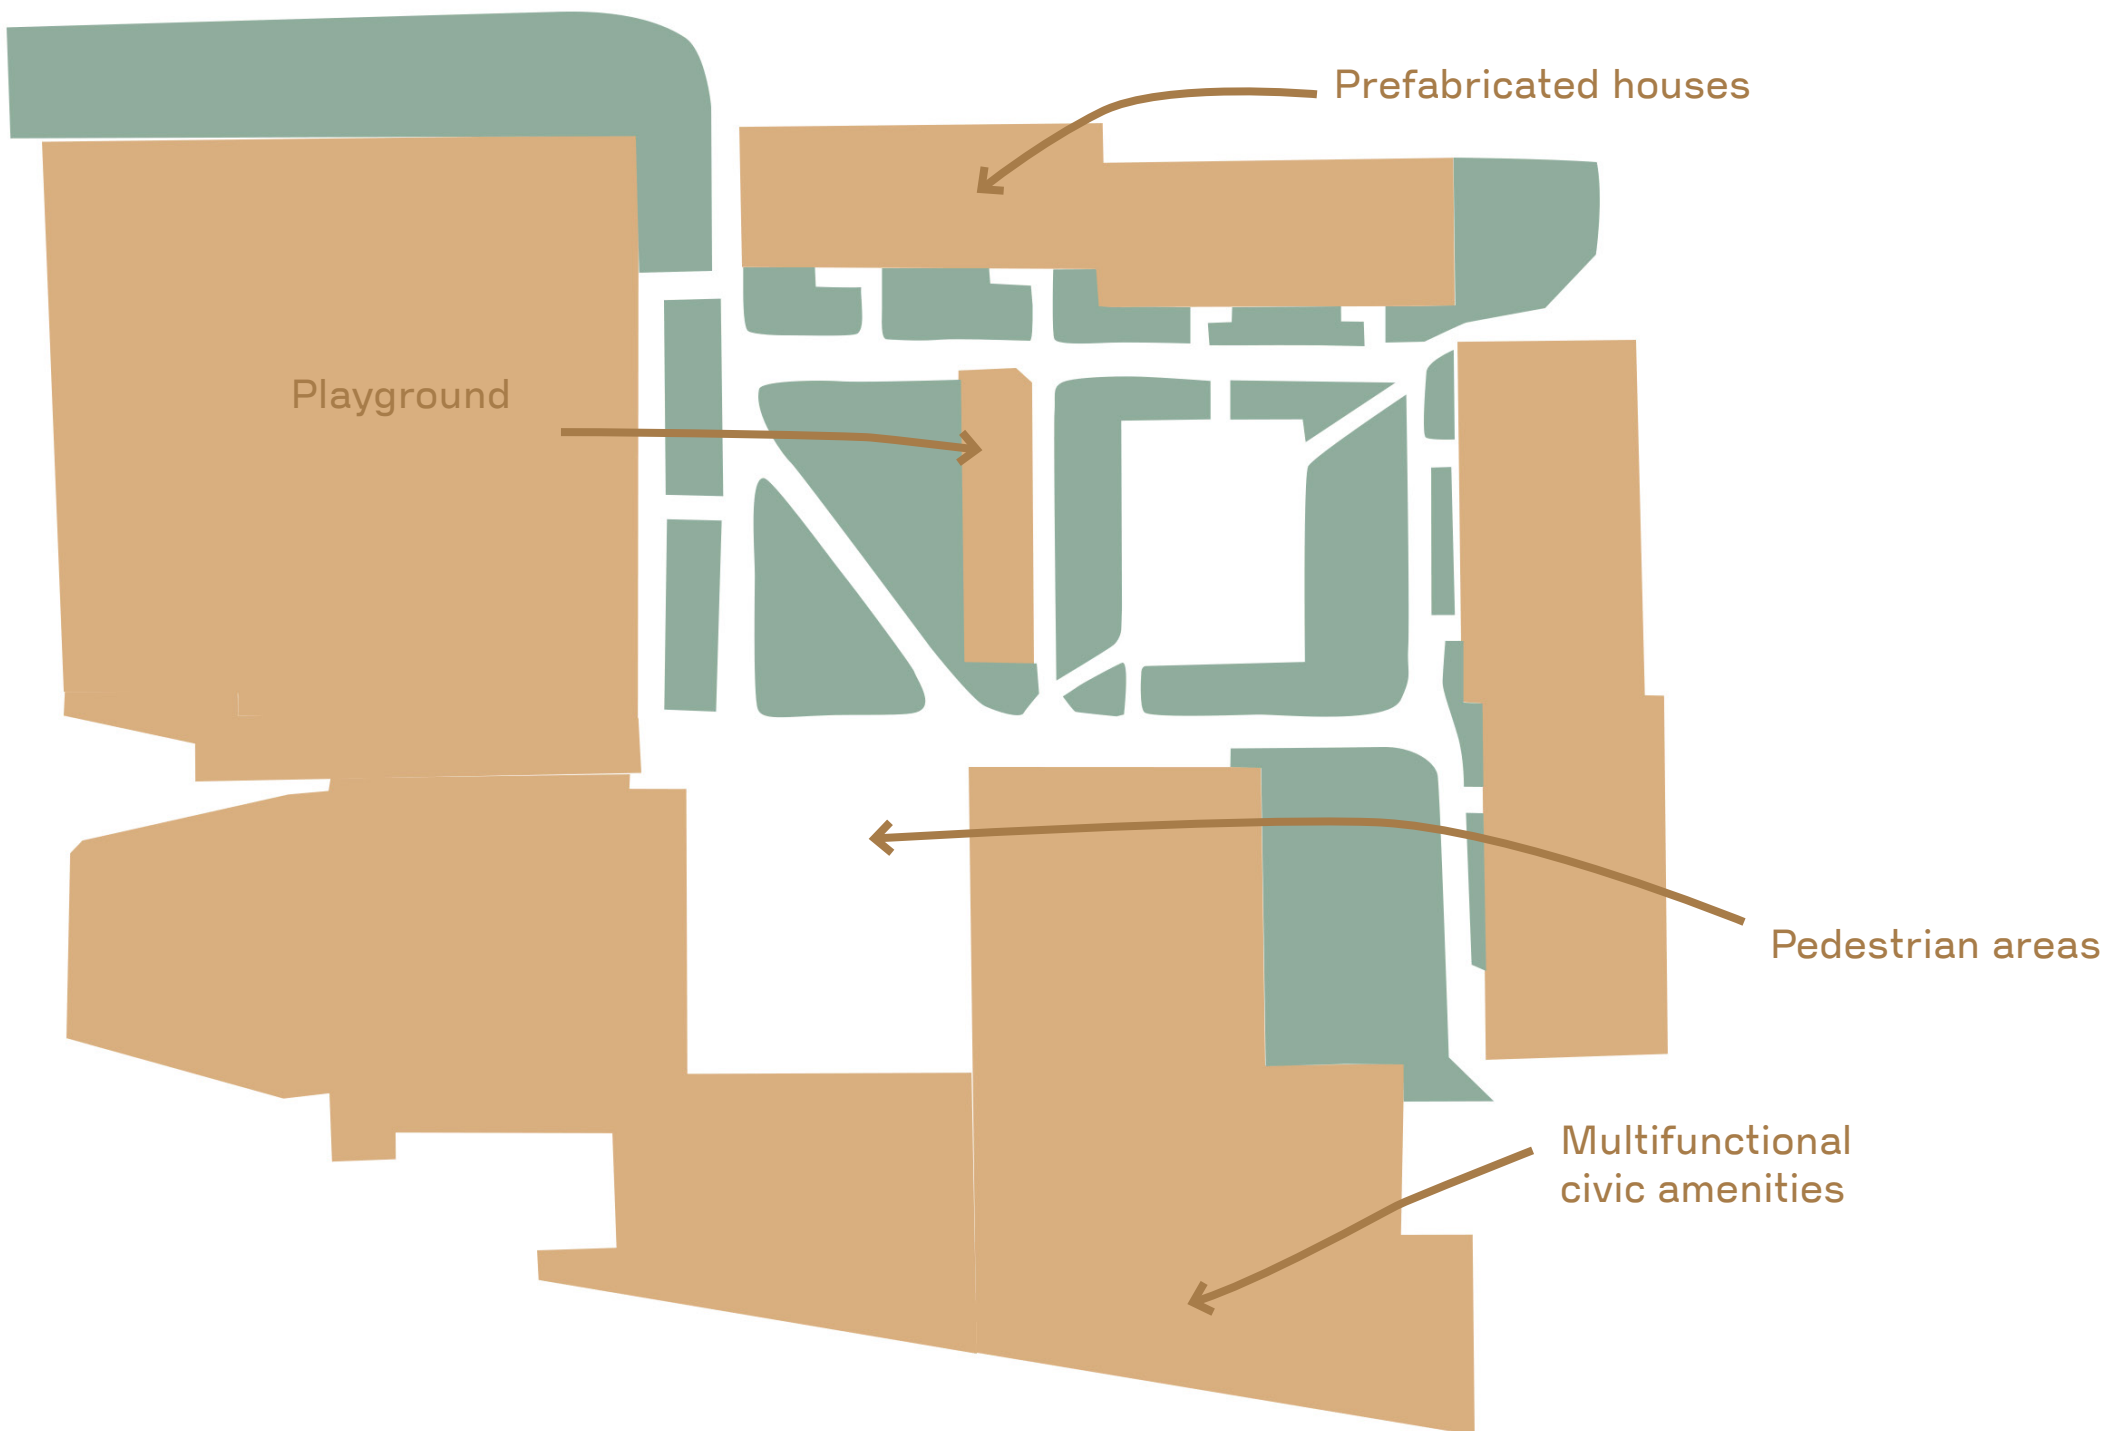 Prefabricated houses
Playground
Pedestrian areas
Multifunctional
civic amenities